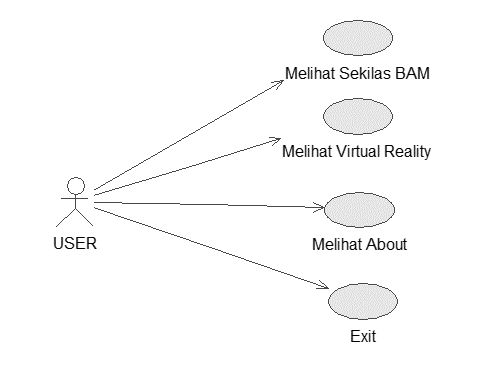 Melihat Sekilas BAM
Melihat Virtual Reality
USER
Melihat About
Exit